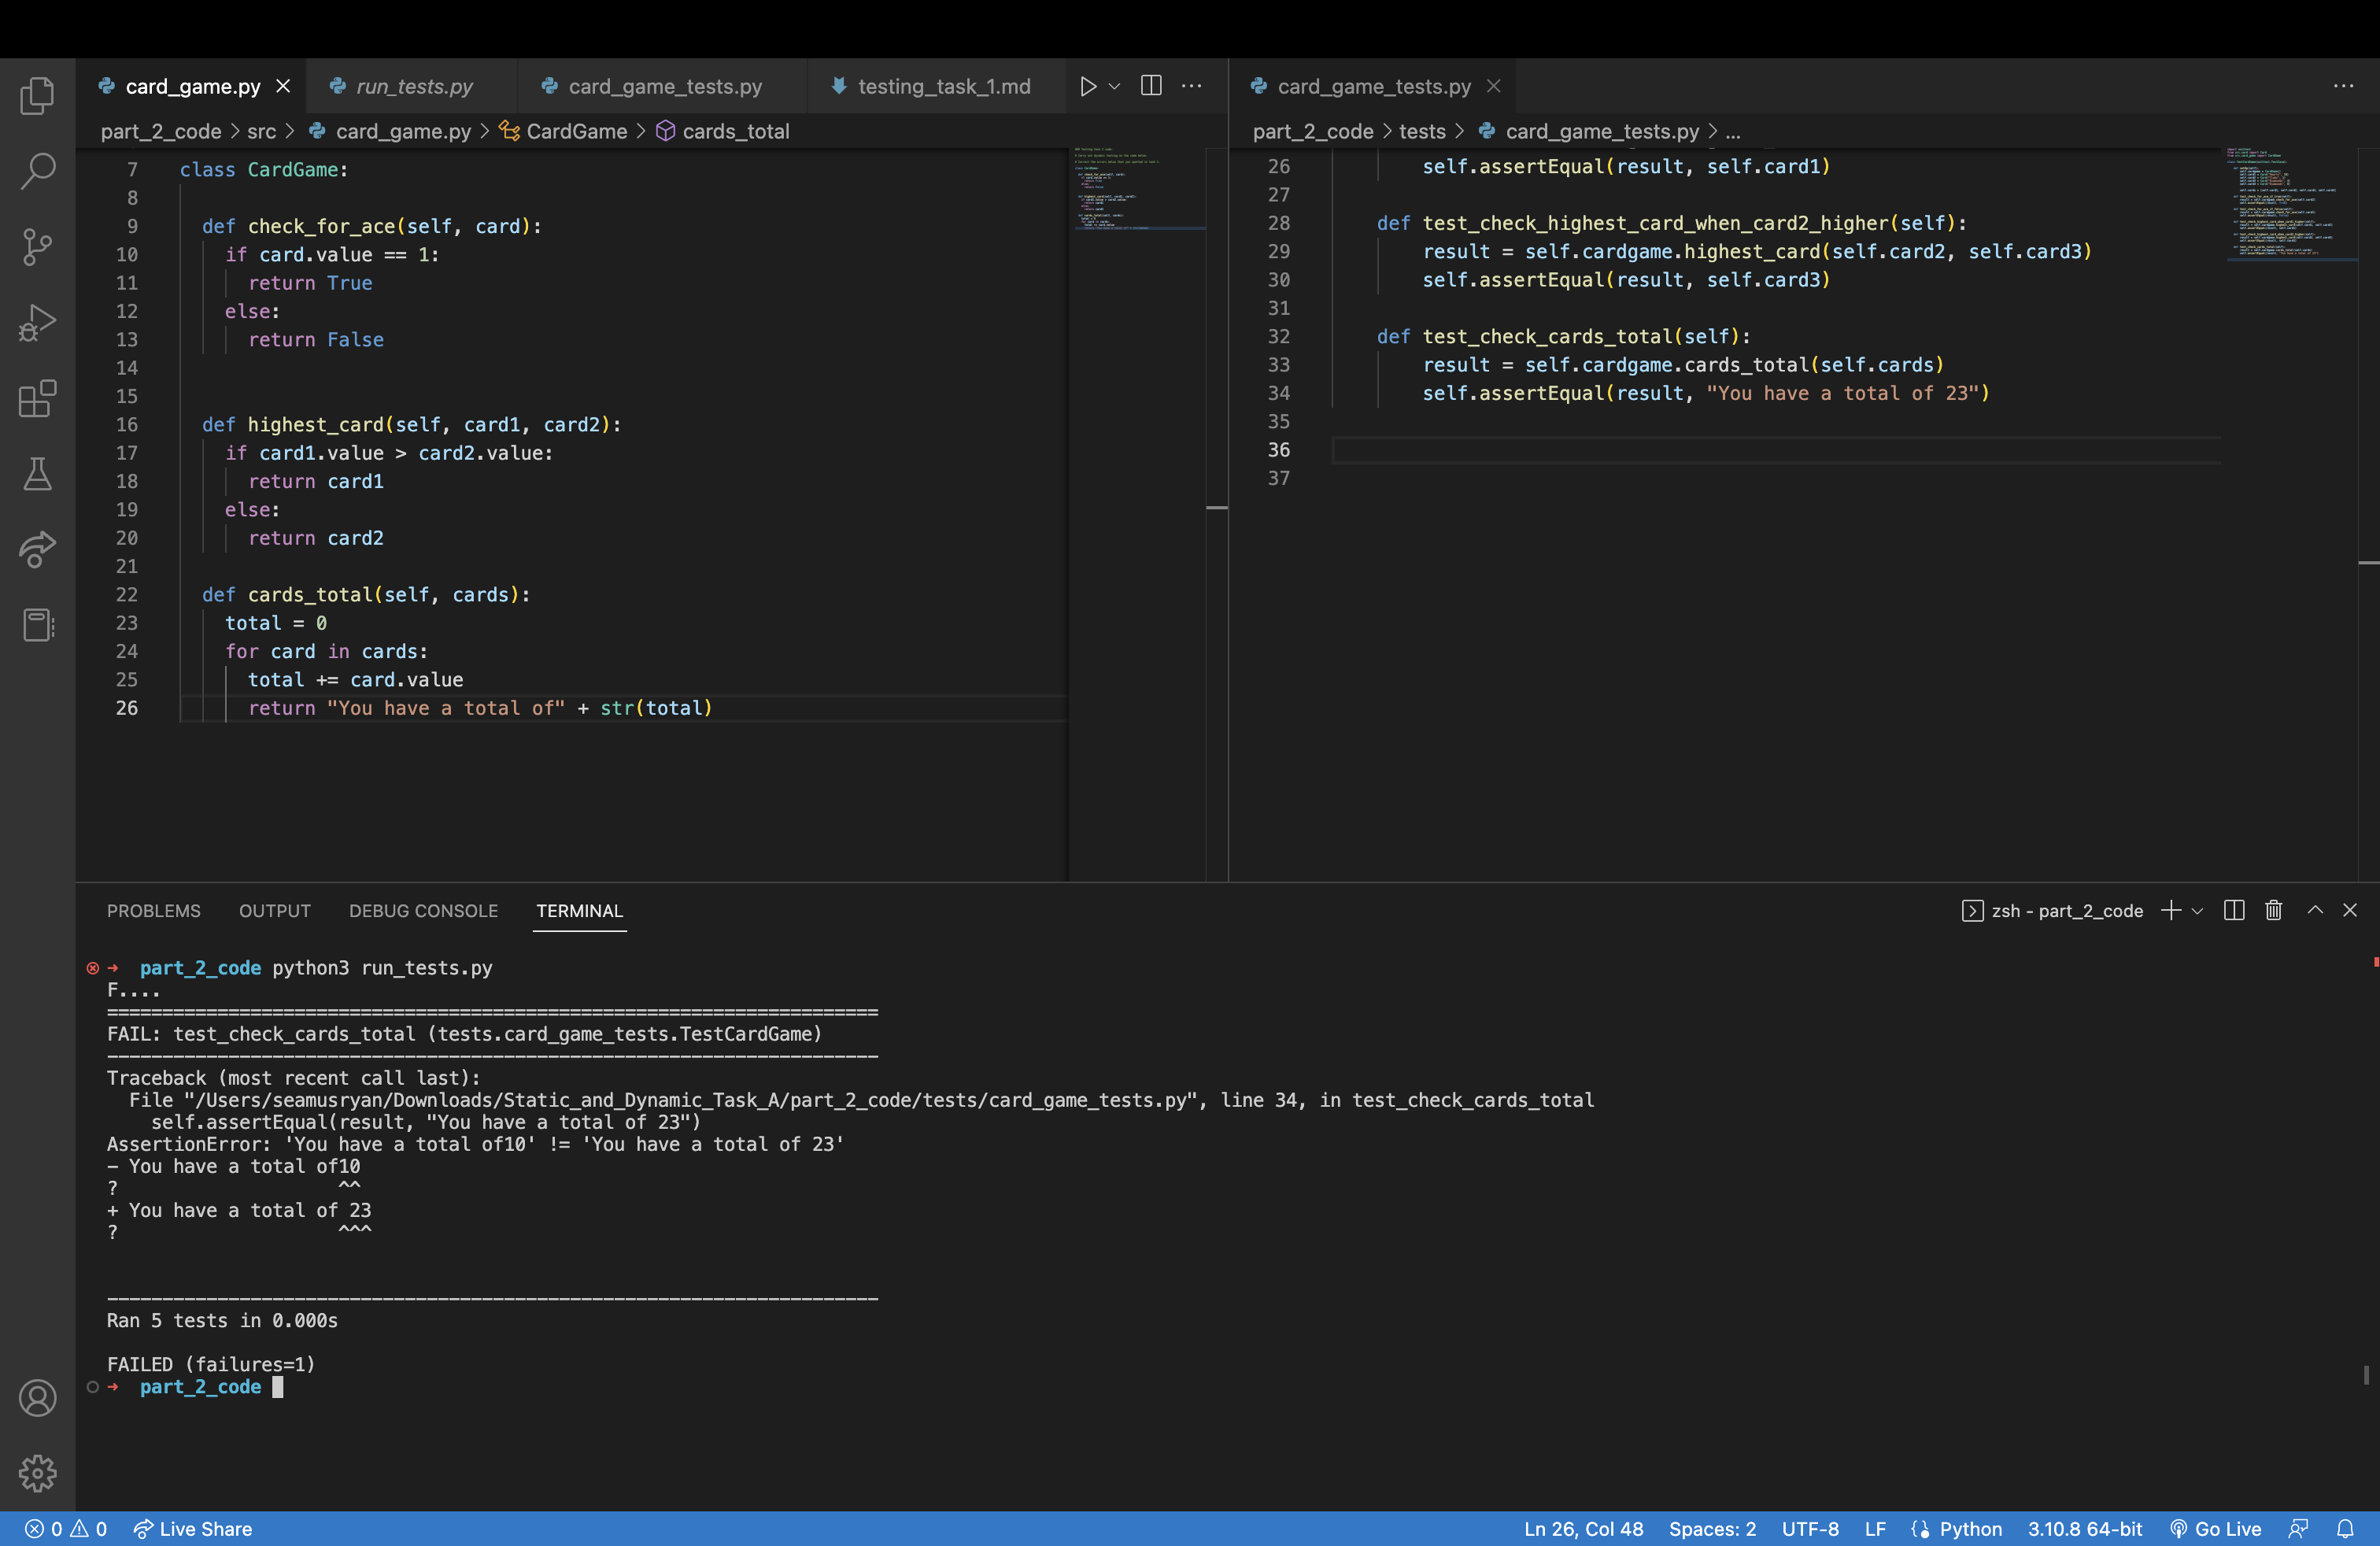 card_game.py
run_tests.py
card_game_tests.py
testing_task_1.md
card_game_tests.py
part_2_code > src > card_game.py > CardGame > cards_total
7 class CardGame:
8
9 def check_for_ace(self, card):
10 if card.value == 1:
11 return True
12 else:
13 return False
14
15
16 def highest_card(self, card1, card2):
17 if card1.value > card2.value:
18 return card1
19 else:
20 return card2
21
22 def cards_total(self, cards):
23 total = 0
24 for card in cards:
25 total += card.value
26 return "You have a total of" + str(total)
part_2_code > tests > card_game_tests.py > ...
26 self.assertEqual(result, self.card1)
27
28 def test_check_highest_card_when_card2_higher(self):
29 result = self.cardgame.highest_card(self.card2, self.card3)
30 self.assertEqual(result, self.card3)
31
32 def test_check_cards_total(self):
33 result = self.cardgame.cards_total(self.cards)
34 self.assertEqual(result, "You have a total of 23")
35
36
37
PROBLEMS OUTPUT DEBUG CONSOLE TERMINAL
zsh - part_2_code
➜ part_2_code python3 run_tests.py
F....
======================================================================
FAIL: test_check_cards_total (tests.card_game_tests.TestCardGame)
----------------------------------------------------------------------
Traceback (most recent call last):
File "/Users/seamusryan/Downloads/Static_and_Dynamic_Task_A/part_2_code/tests/card_game_tests.py", line 34, in test_check_cards_total
self.assertEqual(result, "You have a total of 23")
AssertionError: 'You have a total of10' != 'You have a total of 23'
- You have a total of10
? ^^
+ You have a total of 23
? ^^^
----------------------------------------------------------------------
Ran 5 tests in 0.000s
FAILED (failures=1)
➜ part_2_code
0 0 Live Share
Ln 26, Col 48 Spaces: 2 UTF-8 LF Python 3.10.8 64-bit Go Live